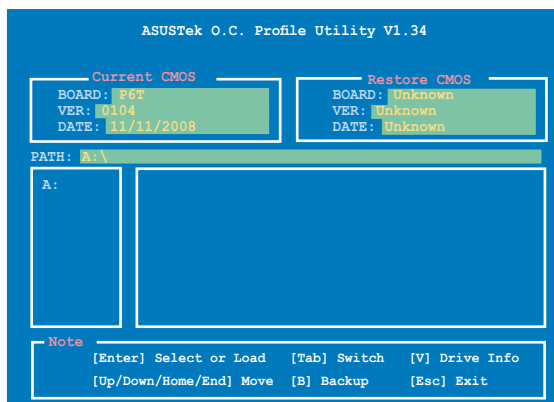 ASUSTek O.C. Profile Utility V1.34
Current CMOS
BOARD: P6T
VER: 0104
DATE: 11/11/2008
Restore CMOS
BOARD: Unknown
VER: Unknown
DATE: Unknown
PATH: A:\
A:
Note
[Enter] Select or Load [Tab] Switch [V] Drive Info
[Up/Down/Home/End] Move [B] Backup [Esc] Exit